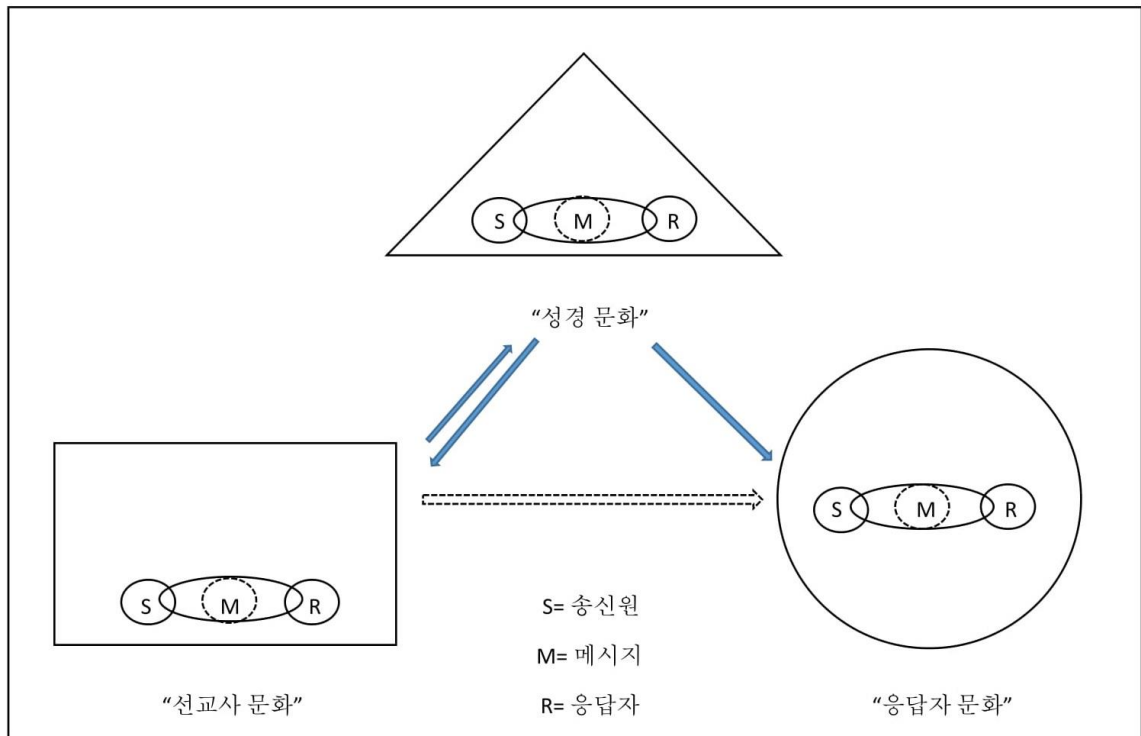 S M R
“성경 문화”
S M R
S M R
S= 송신원
M= 메시지
R= 응답자
“선교사 문화”
“응답자 문화”